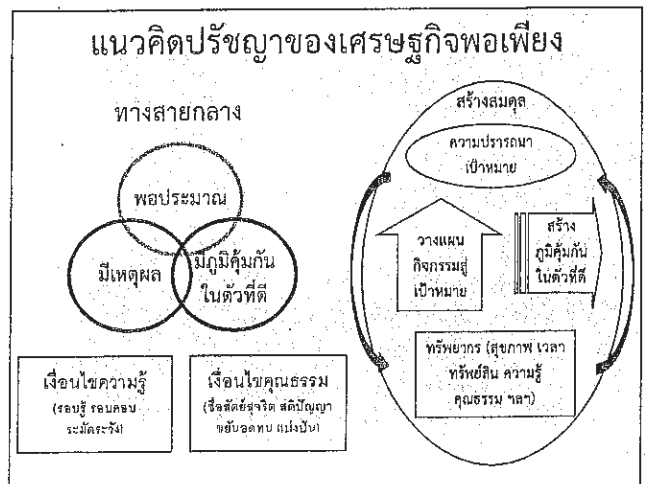 แนวคิดปรัชญาของเศรษฐกิจพอเพียง
ทางสายกลาง
พอประมาณ
มีเหตุผล
มีภูมิคุ้มกัน
ในตัวที่ดี
เงื่อนไขความรู้
(รอบรู้ รอบคอบ
ระมัดระวัง)
เงื่อนไขคุณธรรม
(ซื่อสัตย์สุจริต สติปัญญา
ขยันอดทน แบ่งปัน)
สร้างสมดุล
ความปรารถนา
เป้าหมาย
วางแผน
กิจกรรมสู่
เป้าหมาย
สร้าง
ภูมิคุ้มกัน
ในตัวที่ดี
ทรัพยากร (สุขภาพ เวลา
ทรัพย์สิน ความรู้
คุณธรรม ฯลฯ)